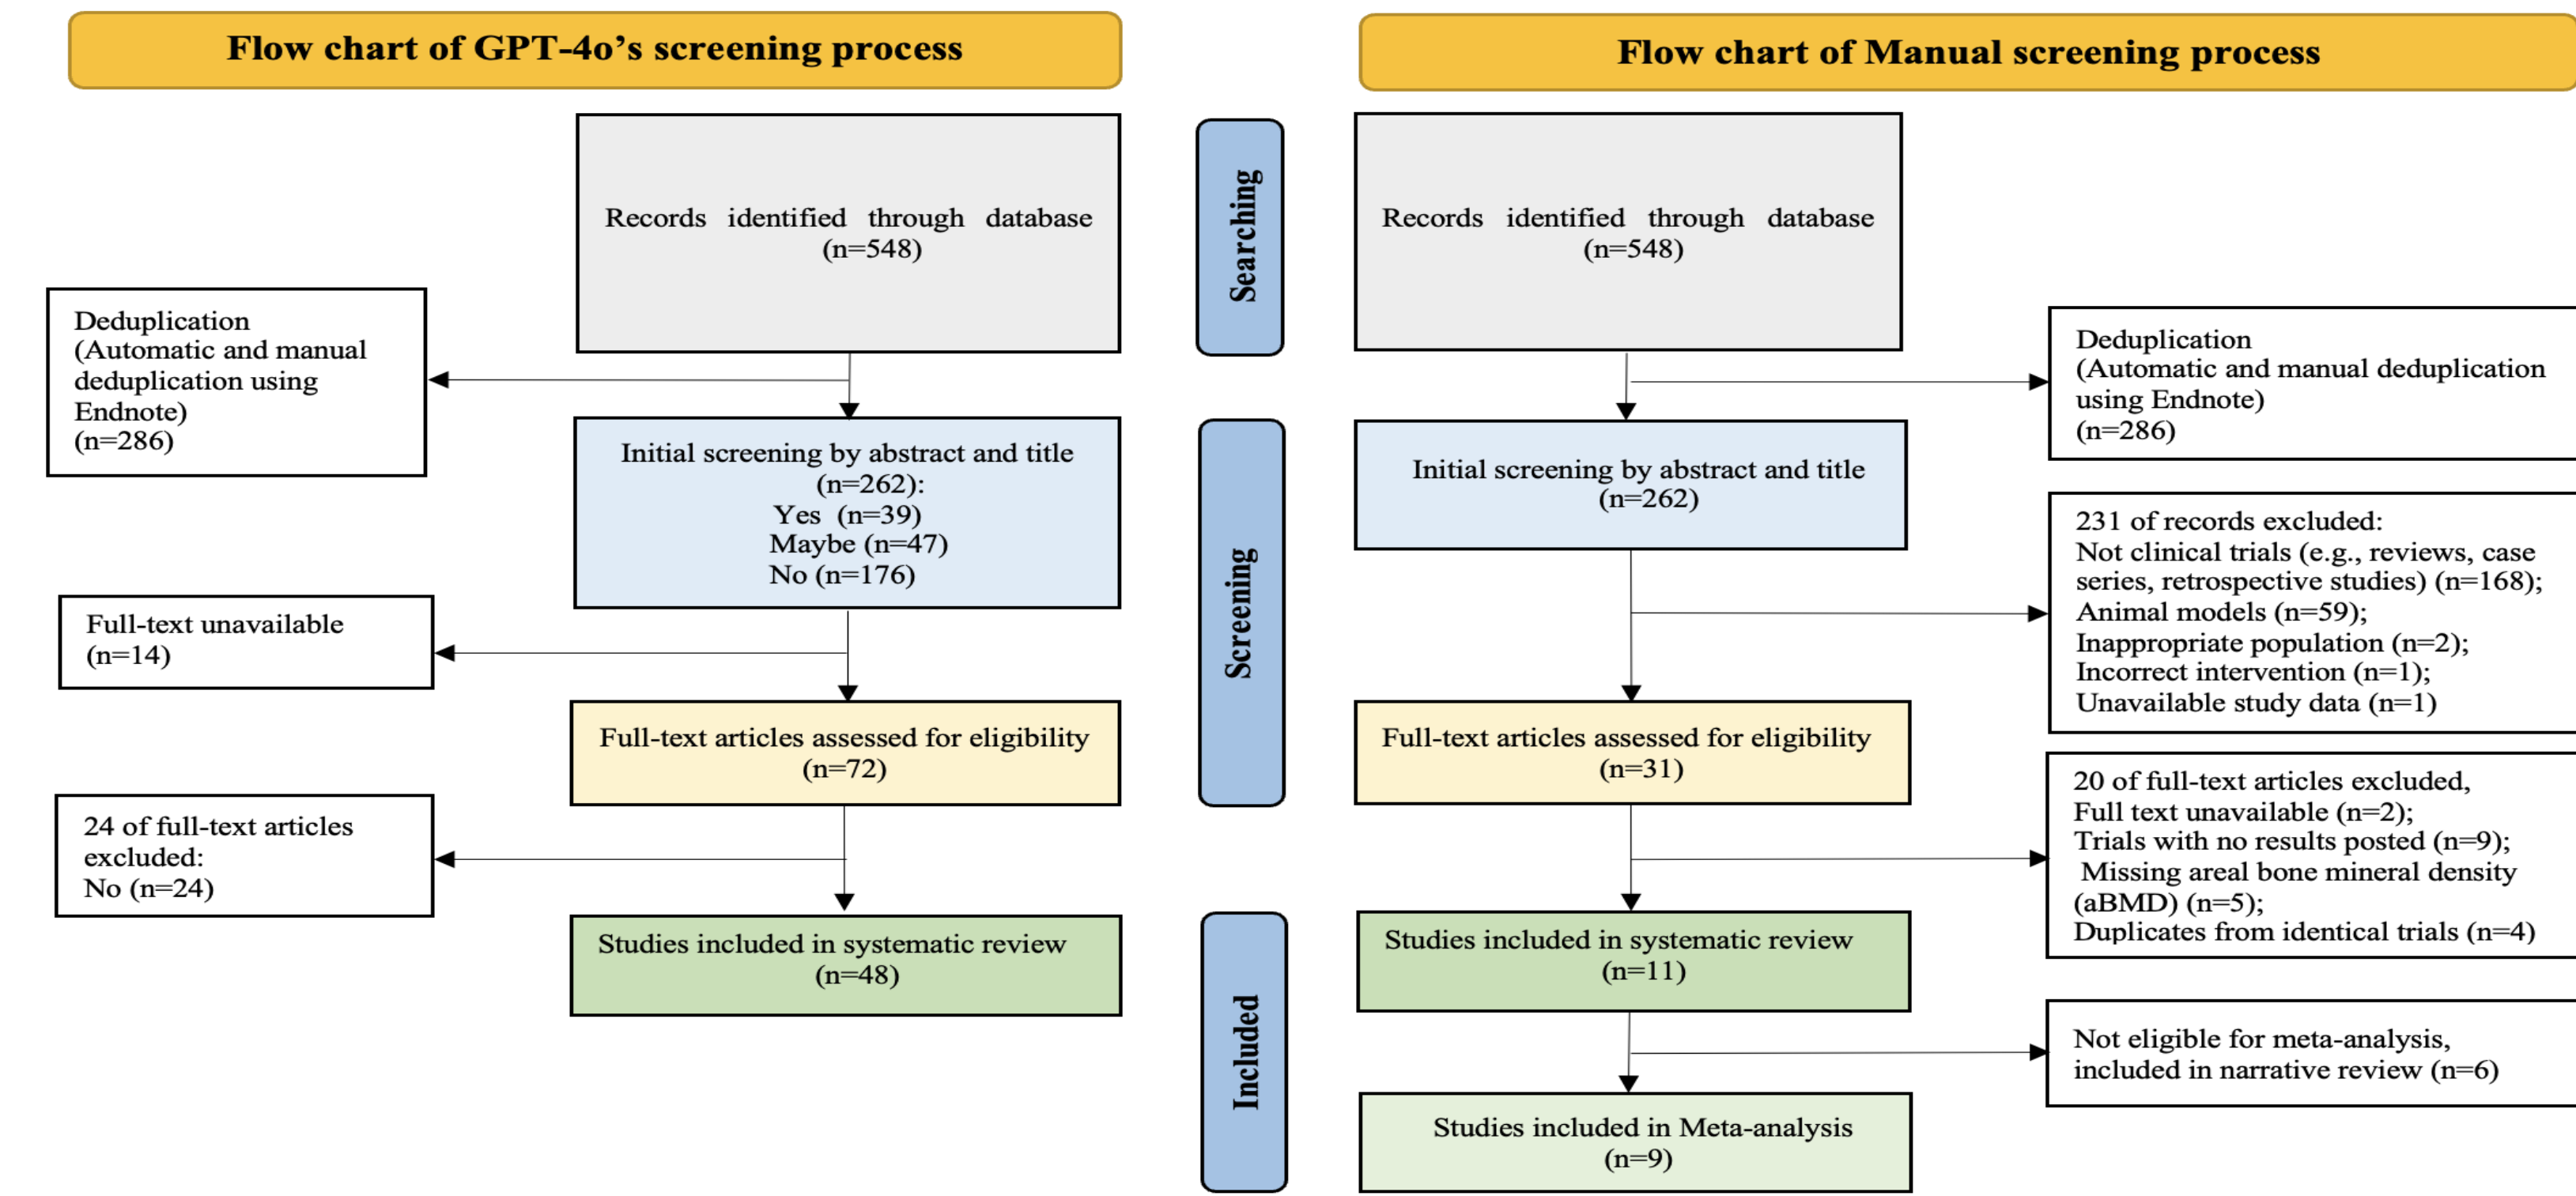 Flow chart of GPT-4o’s screening process
Records identified through database
(n=548)
Deduplication
(Automatic and manual
deduplication using
Endnote)
(n=286)
Initial screening by abstract and title
(n=262):
Yes (n=39)
Maybe (n=47)
No (n=176)
Full-text unavailable
(n=14)
Full-text articles assessed for eligibility
(n=72)
24 of full-text articles
excluded:
No (n=24)
Studies included in systematic review
(n=48)
Searching
Screening
Included
Flow chart of Manual screening process
Records identified through database
(n=548)
Deduplication
(Automatic and manual deduplication
using Endnote)
(n=286)
Initial screening by abstract and title
(n=262)
231 of records excluded:
Not clinical trials (e.g., reviews, case
series, retrospective studies) (n=168);
Animal models (n=59);
Inappropriate population (n=2);
Incorrect intervention (n=1);
Unavailable study data (n=1)
Full-text articles assessed for eligibility
(n=31)
20 of full-text articles excluded,
Full text unavailable (n=2);
Trials with no results posted (n=9);
Missing areal bone mineral density
(aBMD) (n=5);
Duplicates from identical trials (n=4)
Studies included in systematic review
(n=11)
Not eligible for meta-analysis,
included in narrative review (n=6)
Studies included in Meta-analysis
(n=9)